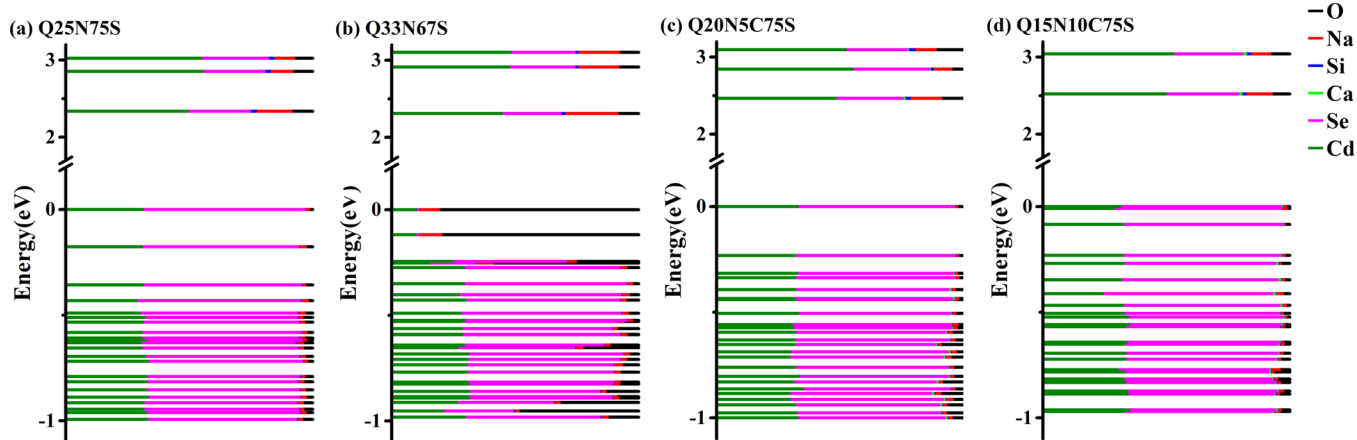 (a) Q25N75S
3
2
0
-1
Energy(eV)
(b) Q33N67S
3
2
0
-1
Energy(eV)
(c) Q20N5C75S
3
2
0
-1
Energy(eV)
(d) Q15N10C75S
3
2
0
-1
Energy(eV)
O
Na
Si
Ca
Se
Cd